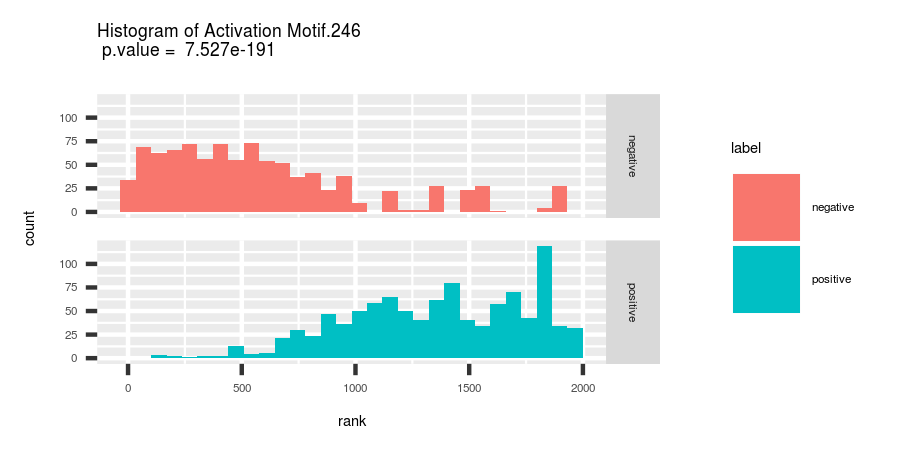 Histogram of Activation Motif.246
p.value = 7.527e-191
count
100
75
50
25
0
negative
100
75
50
25
0
positive
0 500 1000 1500 2000
rank
label
negative
positive